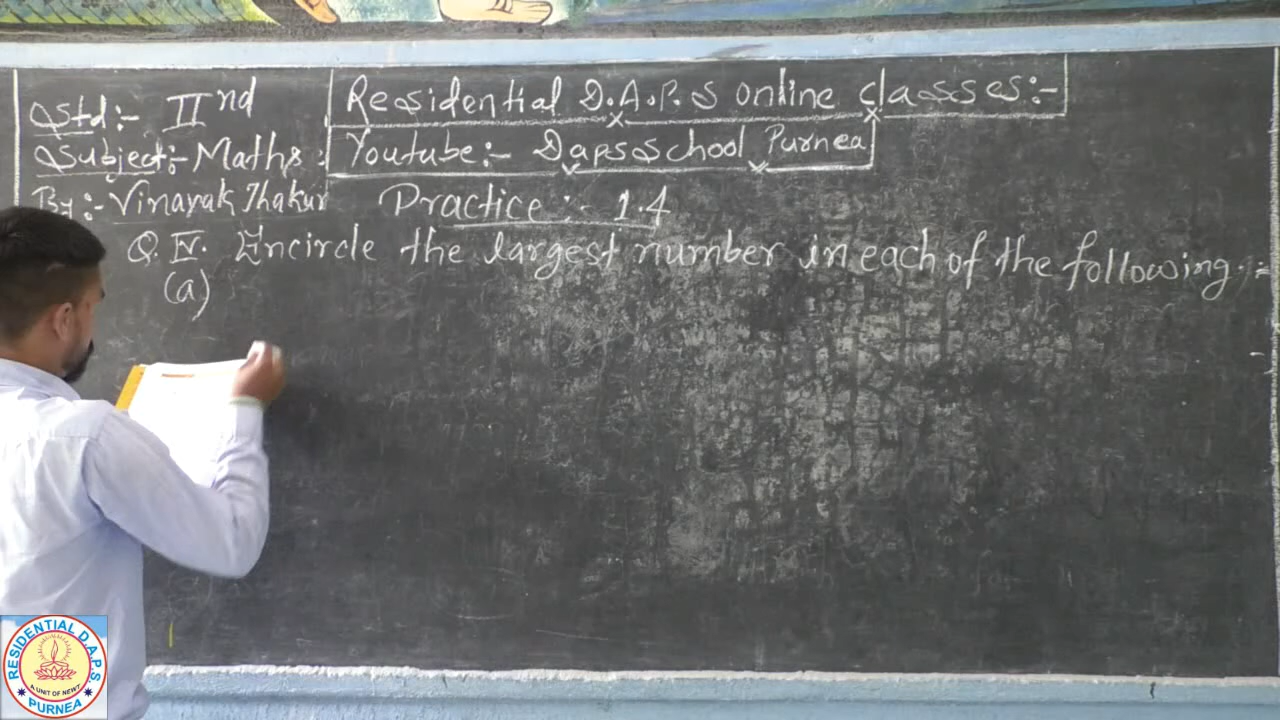 Std:- IInd
Residential D.A.P.S online classes:-
Subject:- Maths:
Youtube:- Dapsschool Purnea
By:- Vinayak Thakur
Practice:- 1.4
Q. IV. Encircle the largest number in each of the following:=
(a)
RESIDENTIAL D.A.P.S
PURNEA